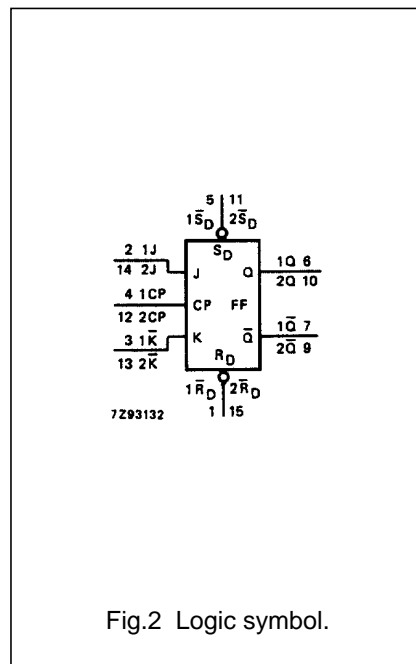 5 11
1S̅D 2S̅D
SD
2 1J
14 2J
J
Q
1Q 6
2Q 10
4 1CP
12 2CP
CP FF
3 1K̅
13 2K̅
K
Q̅
1Q̅ 7
2Q̅ 9
RD
1R̅D 2R̅D
1 15
7Z93132
Fig.2 Logic symbol.